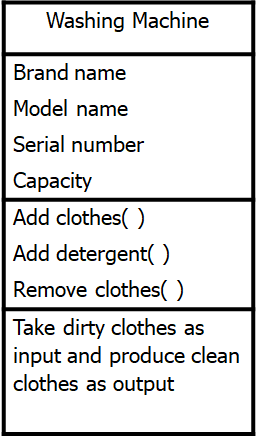 Washing Machine
Brand name
Model name
Serial number
Capacity
Add clothes( )
Add detergent( )
Remove clothes( )
Take dirty clothes as
input and produce clean
clothes as output